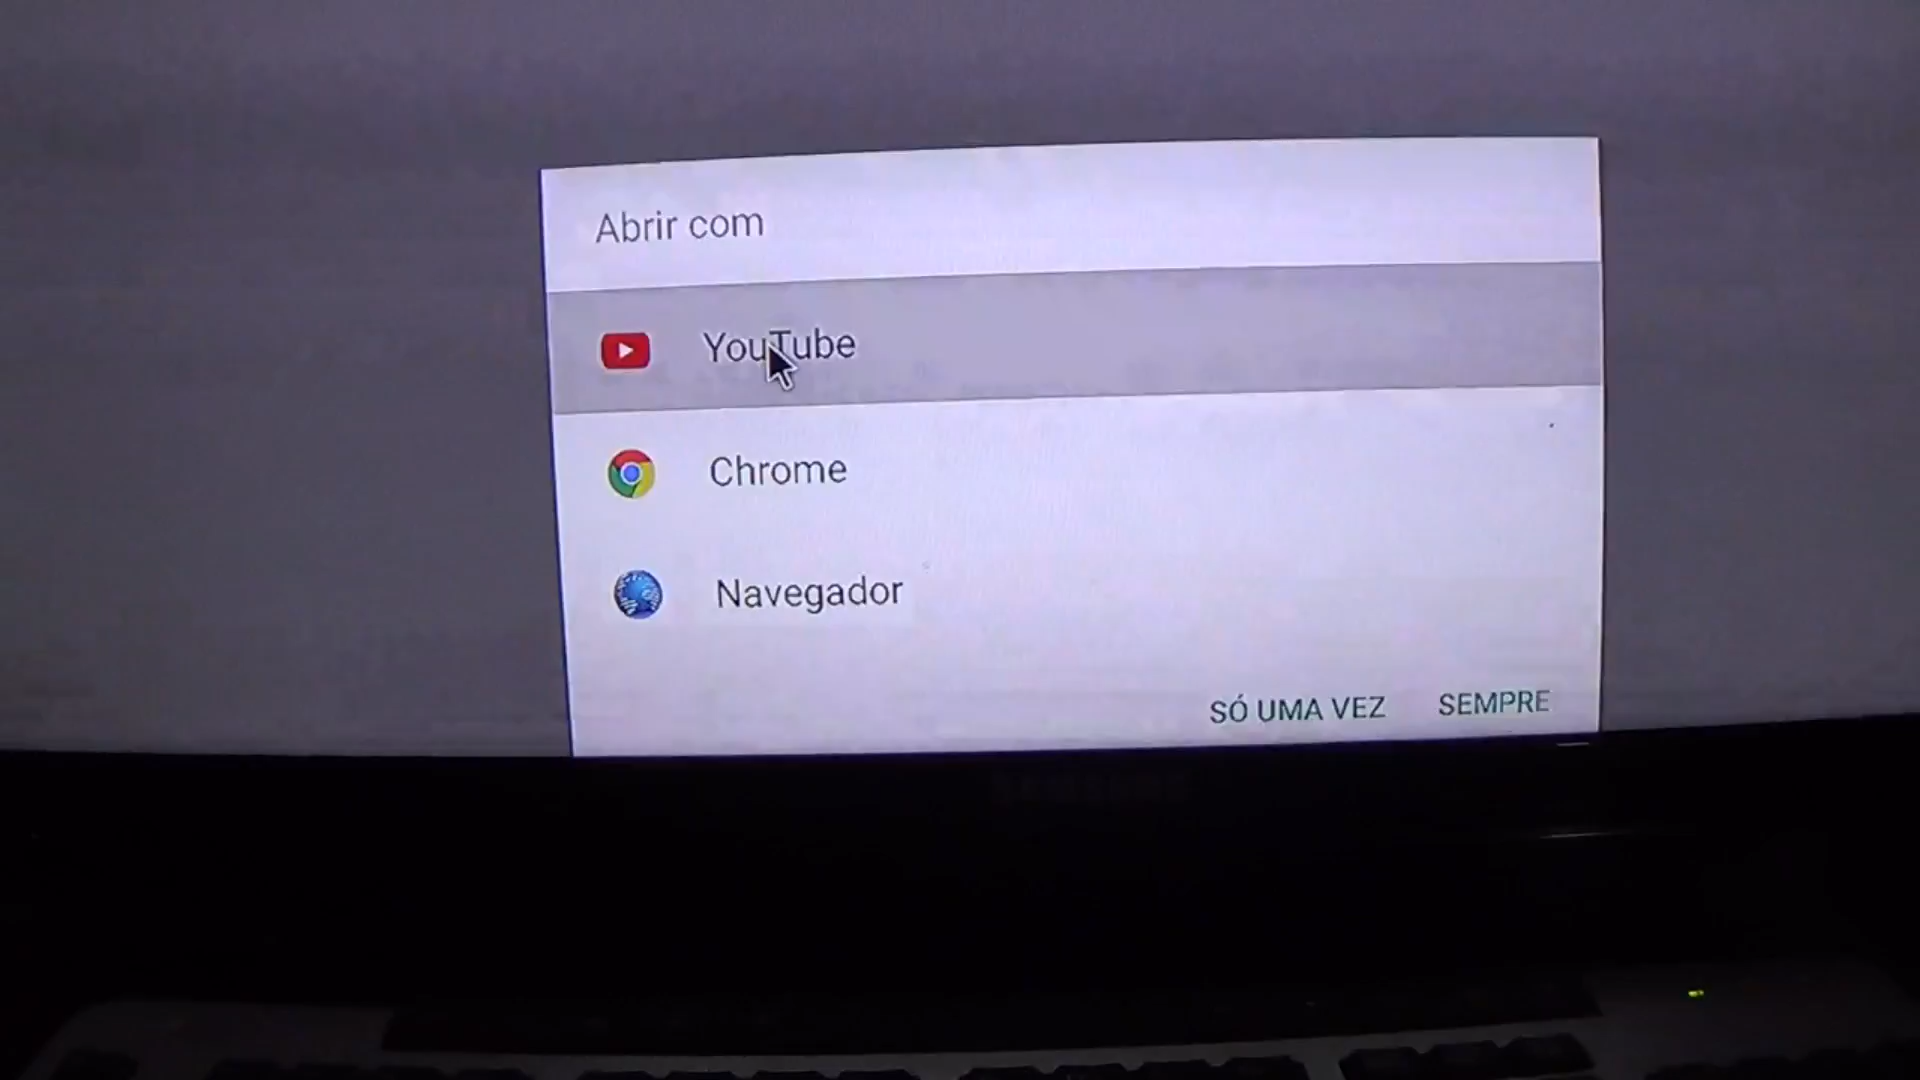 Abrir com
YouTube
Chrome
Navegador
SÓ UMA VEZ SEMPRE